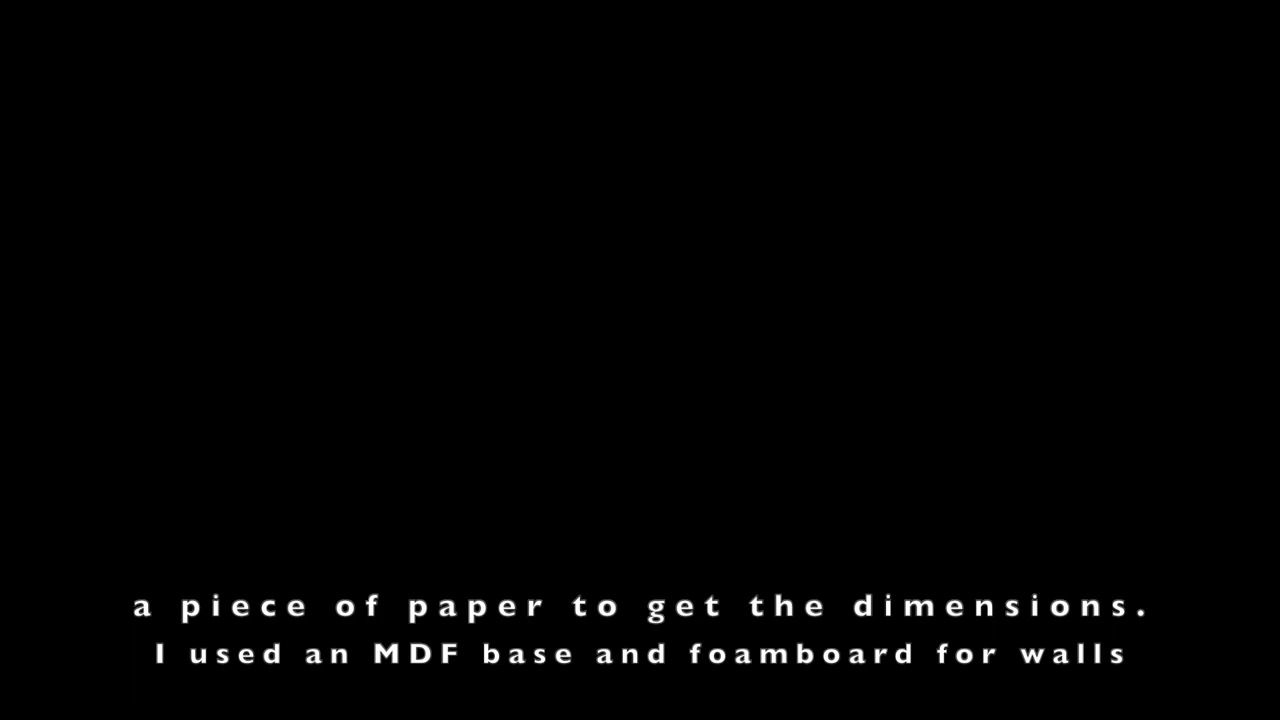 a piece of paper to get the dimensions.
I used an MDF base and foamboard for walls